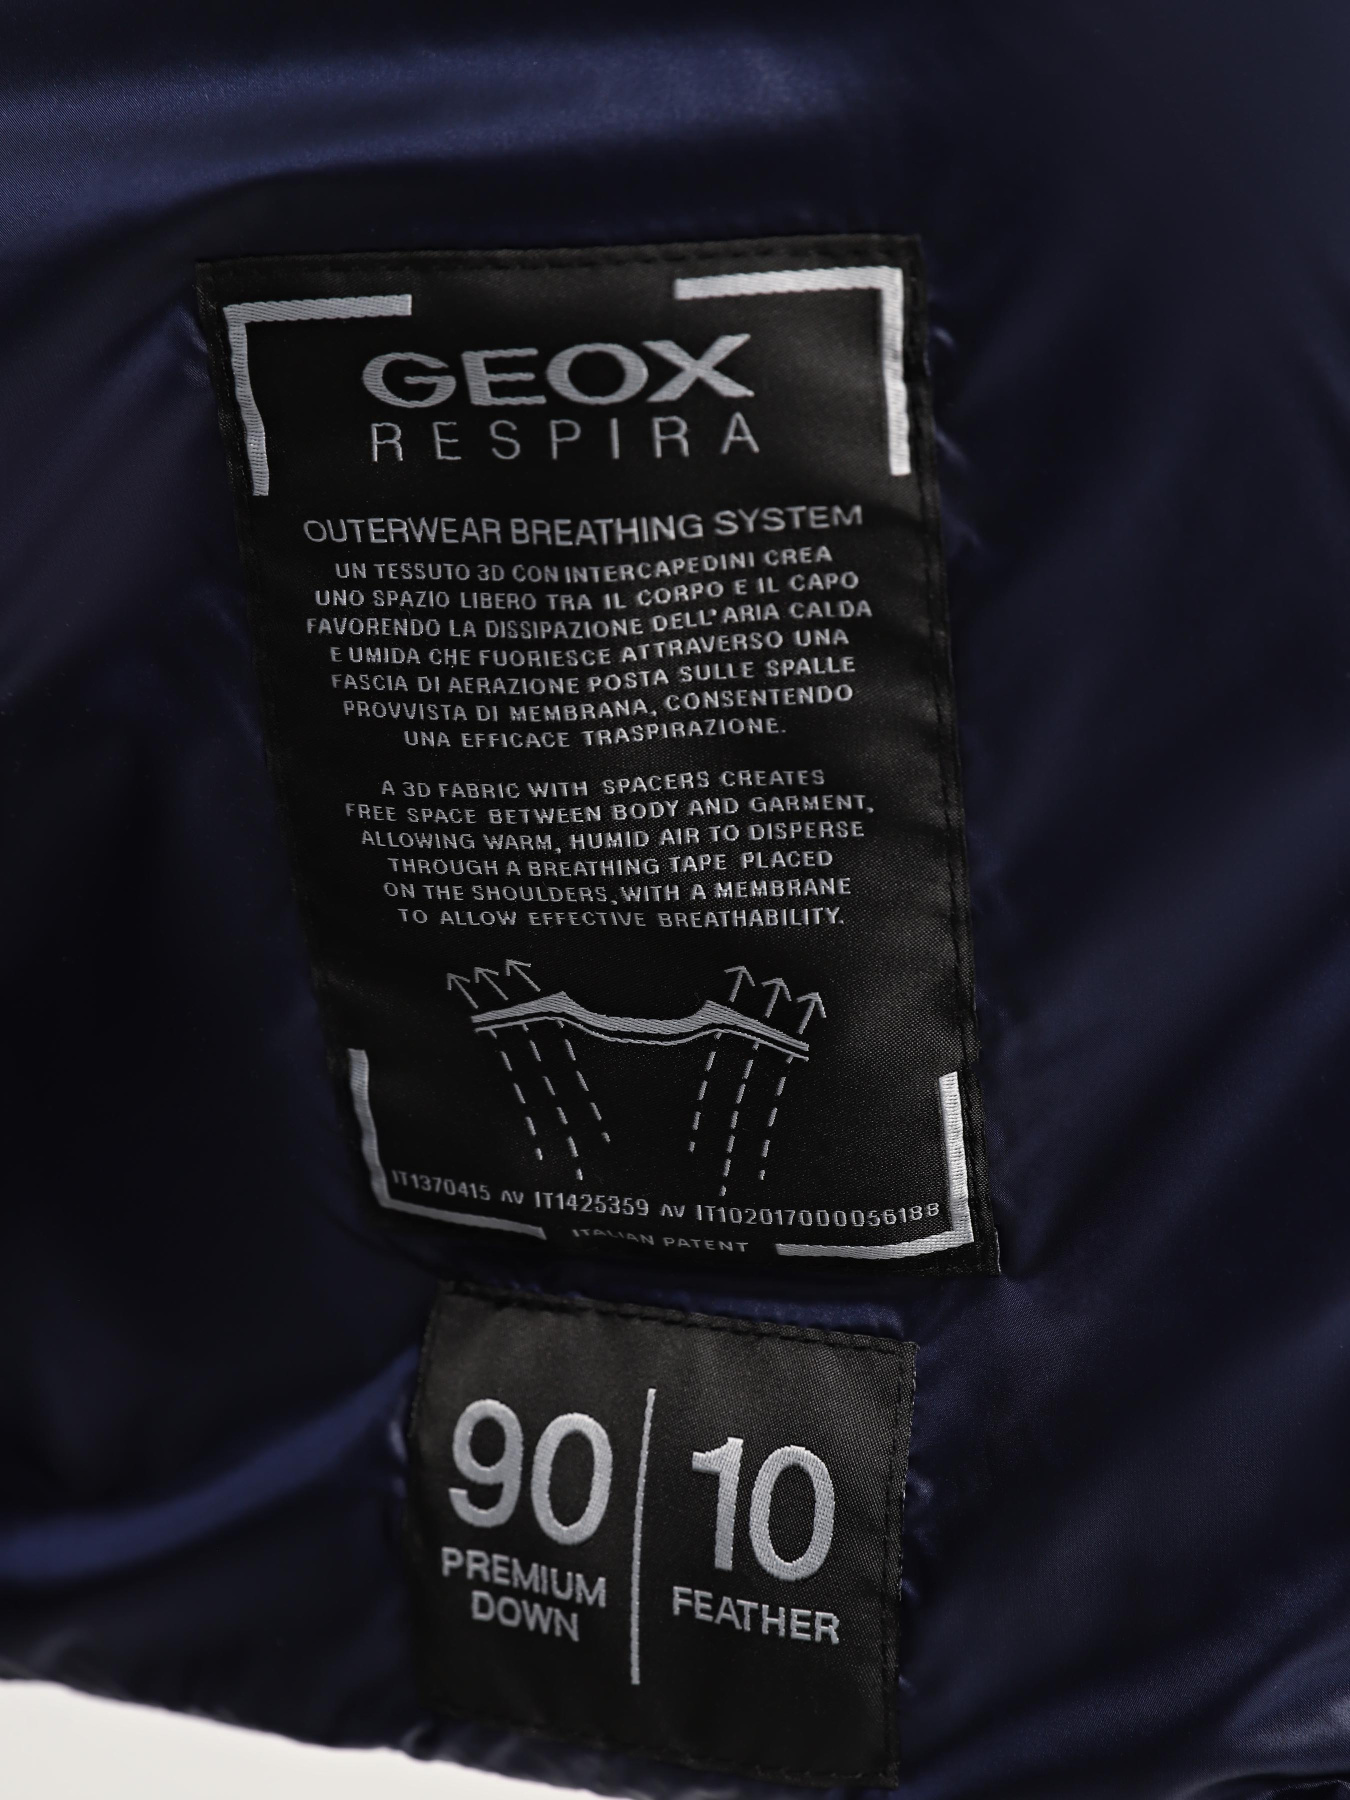 GEOX
RESPIRA
OUTERWEAR BREATHING SYSTEM
UN TESSUTO 3D CON INTERCAPEDINI CREA
UNO SPAZIO LIBERO TRA IL CORPO E IL CAPO
FAVORENDO LA DISSIPAZIONE DELL'ARIA CALDA
E UMIDA CHE FUORIESCE ATTRAVERSO UNA
FASCIA DI AERAZIONE POSTA SULLE SPALLE
PROVVISTA DI MEMBRANA, CONSENTENDO
UNA EFFICACE TRASPIRAZIONE.
A 3D FABRIC WITH SPACERS CREATES
FREE SPACE BETWEEN BODY AND GARMENT,
ALLOWING WARM, HUMID AIR TO DISPERSE
THROUGH A BREATHING TAPE PLACED
ON THE SHOULDERS, WITH A MEMBRANE
TO ALLOW EFFECTIVE BREATHABILITY.
IT1370415 AV IT1425359 AV IT102017000056188
ITALIAN PATENT
90
PREMIUM
DOWN
10
FEATHER